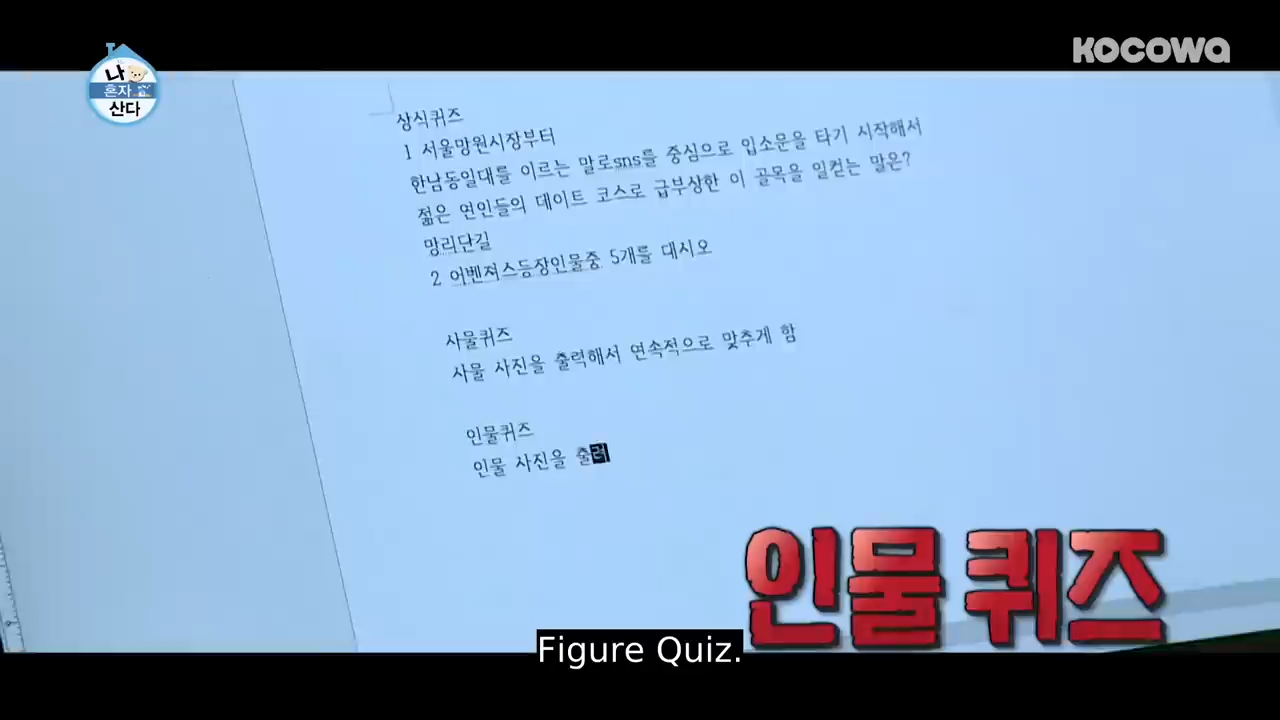 나
혼자
산다
KOCOWA
상식퀴즈
1 서울망원시장부터
한남동일대를 이르는 말로sns를 중심으로 입소문을 타기 시작해서
젊은 연인들의 데이트 코스로 급부상한 이 골목을 일컫는 말은?
망리단길
2 어벤져스등장인물중 5개를 대시오
사물퀴즈
사물 사진을 출력해서 연속적으로 맞추게 함
인물퀴즈
인물 사진을 출려
인물 퀴즈
Figure Quiz.